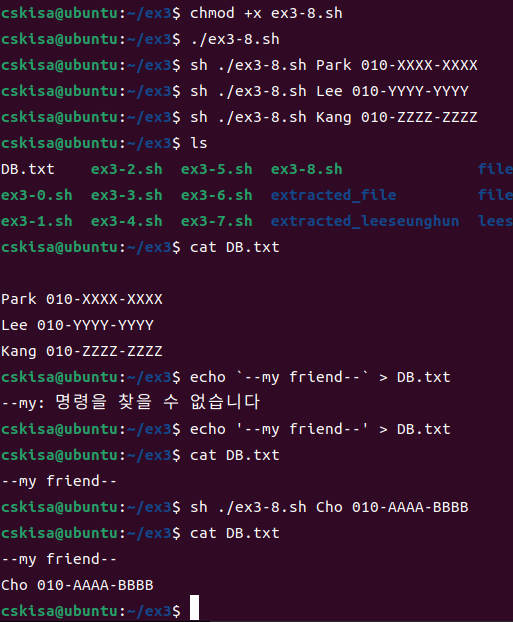 cskisa@ubuntu:~/ex3$ chmod +x ex3-8.sh
cskisa@ubuntu:~/ex3$ ./ex3-8.sh
cskisa@ubuntu:~/ex3$ sh ./ex3-8.sh Park 010-XXXX-XXXX
cskisa@ubuntu:~/ex3$ sh ./ex3-8.sh Lee 010-YYYY-YYYY
cskisa@ubuntu:~/ex3$ sh ./ex3-8.sh Kang 010-ZZZZ-ZZZZ
cskisa@ubuntu:~/ex3$ ls
DB.txt ex3-2.sh ex3-5.sh ex3-8.sh file
ex3-0.sh ex3-3.sh ex3-6.sh extracted_file file
ex3-1.sh ex3-4.sh ex3-7.sh extracted_leeseunghun lees
cskisa@ubuntu:~/ex3$ cat DB.txt
Park 010-XXXX-XXXX
Lee 010-YYYY-YYYY
Kang 010-ZZZZ-ZZZZ
cskisa@ubuntu:~/ex3$ echo `--my friend--` > DB.txt
--my: 명령을 찾을 수 없습니다
cskisa@ubuntu:~/ex3$ echo '--my friend--' > DB.txt
cskisa@ubuntu:~/ex3$ cat DB.txt
--my friend--
cskisa@ubuntu:~/ex3$ sh ./ex3-8.sh Cho 010-AAAA-BBBB
cskisa@ubuntu:~/ex3$ cat DB.txt
--my friend--
Cho 010-AAAA-BBBB
cskisa@ubuntu:~/ex3$